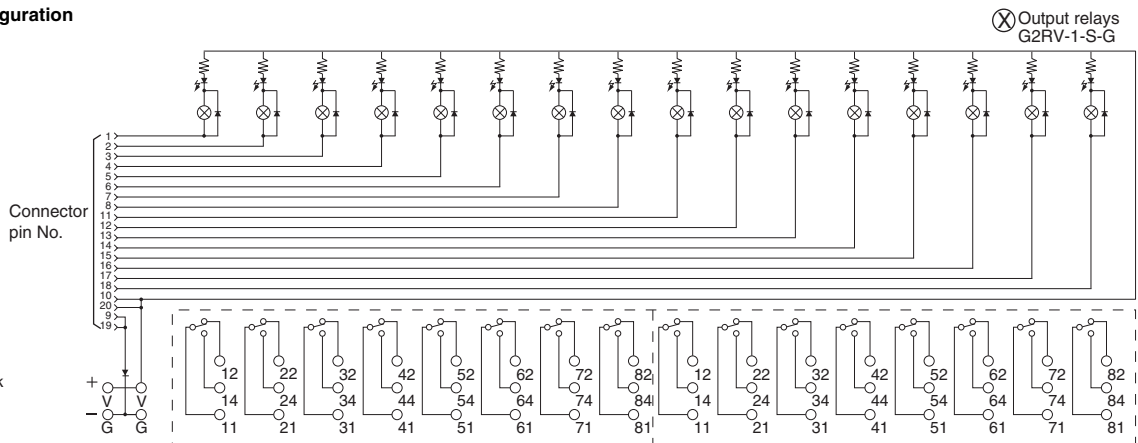 guration
Output relays
G2RV-1-S-G
Connector
pin No.
1
2
3
4
5
6
7
8
11
12
13
14
15
16
17
18
10
20
9
19
k
+ V V
− G G
12 22 32 42 52 62 72 82 12 22 32 42 52 62 72 82
14 24 34 44 54 64 74 84 14 24 34 44 54 64 74 84
11 21 31 41 51 61 71 81 11 21 31 41 51 61 71 81